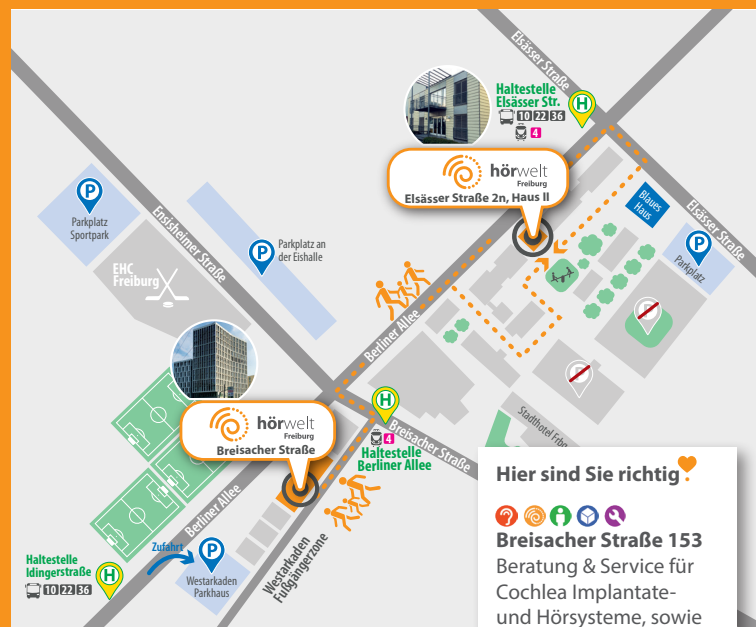 Elsässer Straße
Haltestelle
Elsässer Str.
H
10 22 36
4
hörwelt
Freiburg
Elsässer Straße 2n, Haus II
Blaues
Haus
Elsässer Straße
P
Parkplatz
P
Parkplatz
Sportpark
Ensisheimer Straße
P
Parkplatz an
der Eishalle
EHC
Freiburg
Berliner Allee
P
P
hörwelt
Freiburg
Breisacher Straße
H
4
Haltestelle
Berliner Allee
Breisacher Straße
Stadthotel Frbg
Berliner Allee
Zufahrt
P
Westarkaden
Parkhaus
Westarkaden
Fußgängerzone
Haltestelle
Idingerstraße
H
10 22 36
Hier sind Sie richtig
Breisacher Straße 153
Beratung & Service für
Cochlea Implantate-
und Hörsysteme, sowie